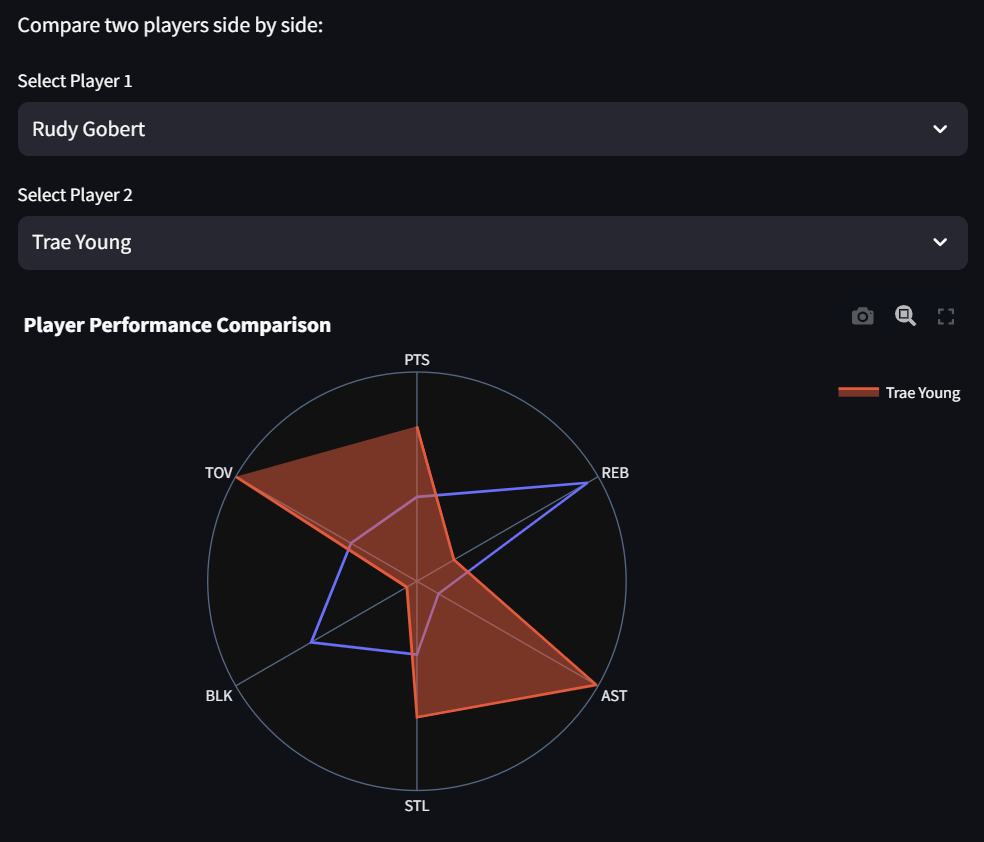 Compare two players side by side:
Select Player 1
Rudy Gobert
Select Player 2
Trae Young
Player Performance Comparison
PTS
Trae Young
TOV
REB
BLK
AST
STL